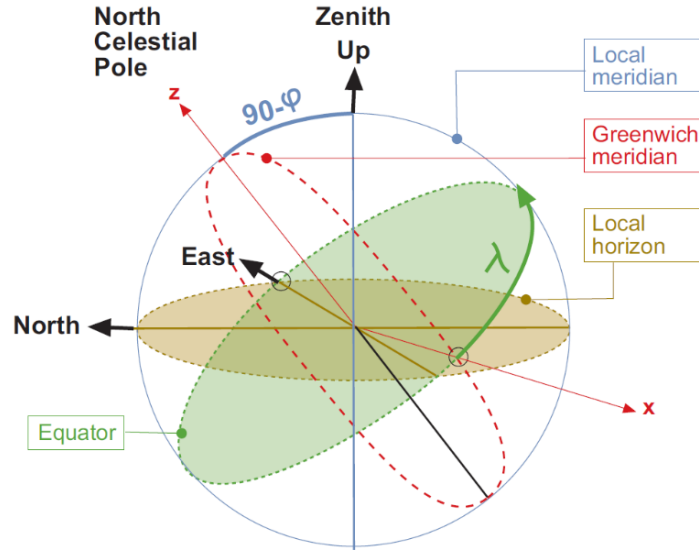 North
Celestial
Pole
Zenith
Up
Local
meridian
z
90-φ
Greenwich
meridian
Local
horizon
East
λ
North
x
Equator